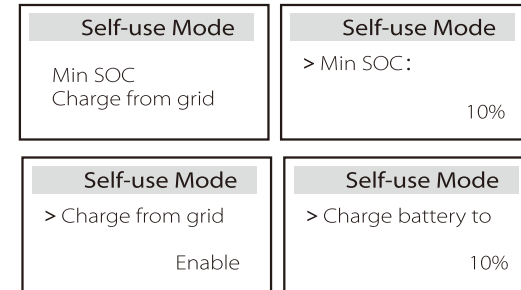 Self-use Mode
Min SOC
Charge from grid
Self-use Mode
> Min SOC:
10%
Self-use Mode
> Charge from grid
Enable
Self-use Mode
> Charge battery to
10%